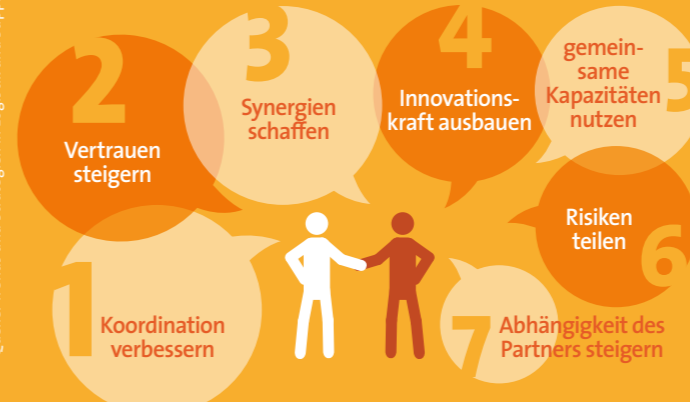 1
Koordination
verbessern
2
Vertrauen
steigern
3
Synergien
schaffen
4
Innovations-
kraft ausbauen
5
gemein-
same
Kapazitäten
nutzen
6
Risiken
teilen
7
Abhängigkeit des
Partners steigern